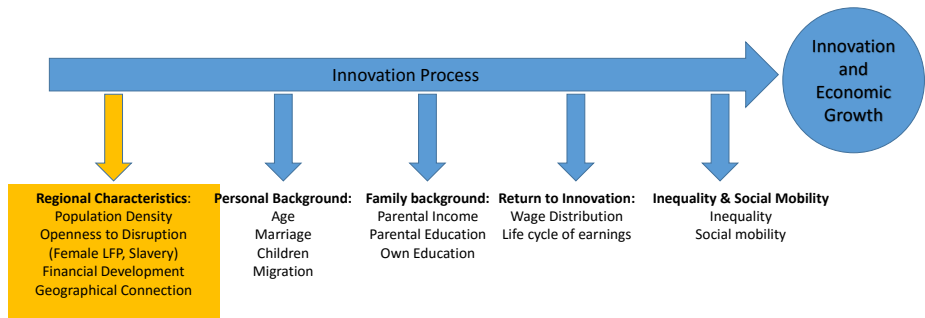 Innovation Process
Innovation
and
Economic
Growth
Regional Characteristics:
Population Density
Openness to Disruption
(Female LFP, Slavery)
Financial Development
Geographical Connection
Personal Background:
Age
Marriage
Children
Migration
Family background:
Parental Income
Parental Education
Own Education
Return to Innovation:
Wage Distribution
Life cycle of earnings
Inequality & Social Mobility
Inequality
Social mobility